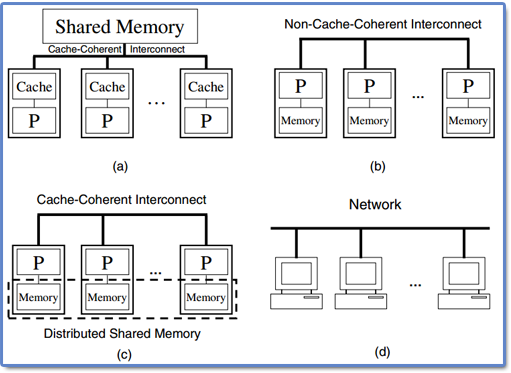 Shared Memory
Cache-Coherent Interconnect
Cache Cache Cache
...
P P P
(a)
Non-Cache-Coherent Interconnect
P P P
...
Memory Memory Memory
(b)
Cache-Coherent Interconnect
P P P
...
Memory Memory Memory
Distributed Shared Memory
(c)
Network
...
(d)